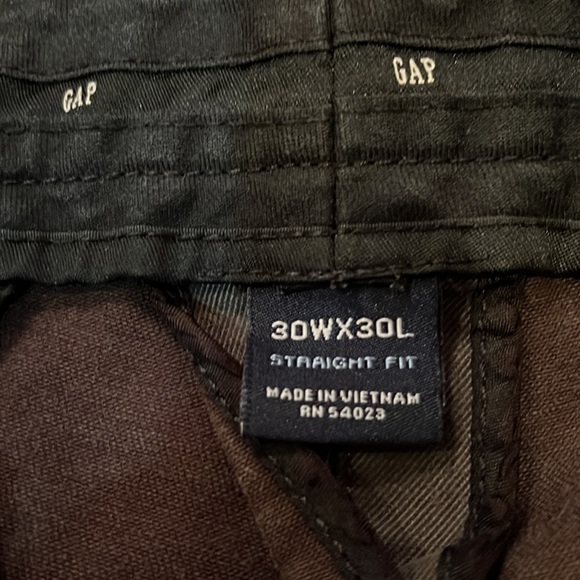 GAP
GAP
30WX30L
STRAIGHT FIT
MADE IN VIETNAM
RN 54023